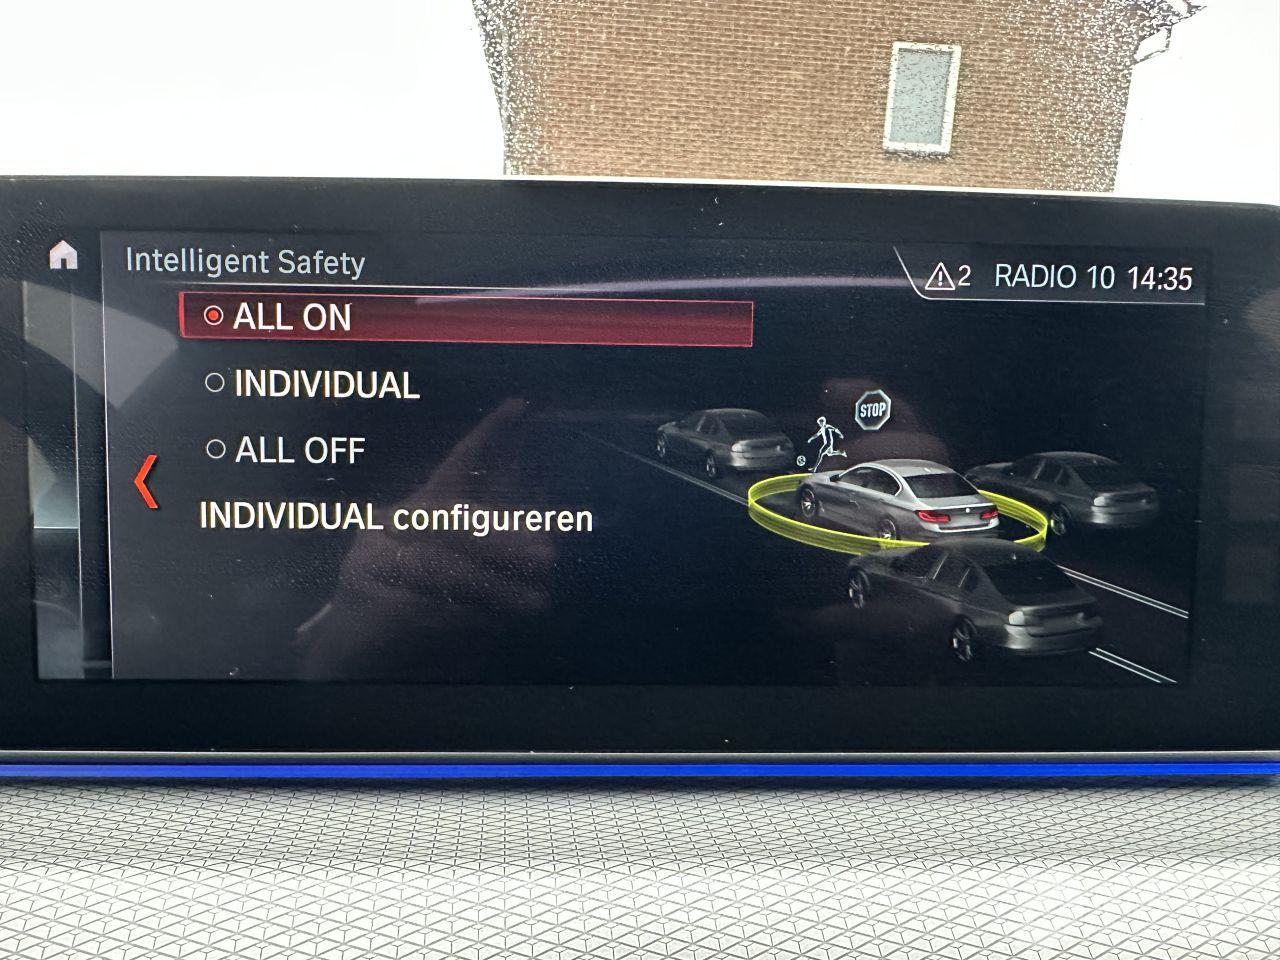 Intelligent Safety
2 RADIO 10 14:35
ALL ON
INDIVIDUAL
ALL OFF
INDIVIDUAL configureren
STOP